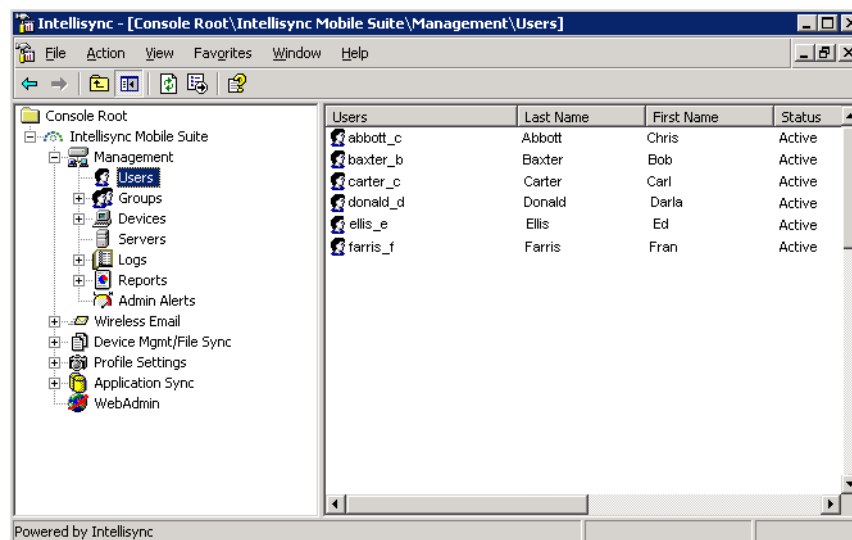 Intellisync - [Console Root\Intellisync Mobile Suite\Management\Users]
File Action View Favorites Window Help
Console Root
Intellisync Mobile Suite
Management
Users
Groups
Devices
Servers
Logs
Reports
Admin Alerts
Wireless Email
Device Mgmt/File Sync
Profile Settings
Application Sync
WebAdmin
Users Last Name First Name Status
abbott_c Abbott Chris Active
baxter_b Baxter Bob Active
carter_c Carter Carl Active
donald_d Donald Darla Active
ellis_e Ellis Ed Active
farris_f Farris Fran Active
Powered by Intellisync